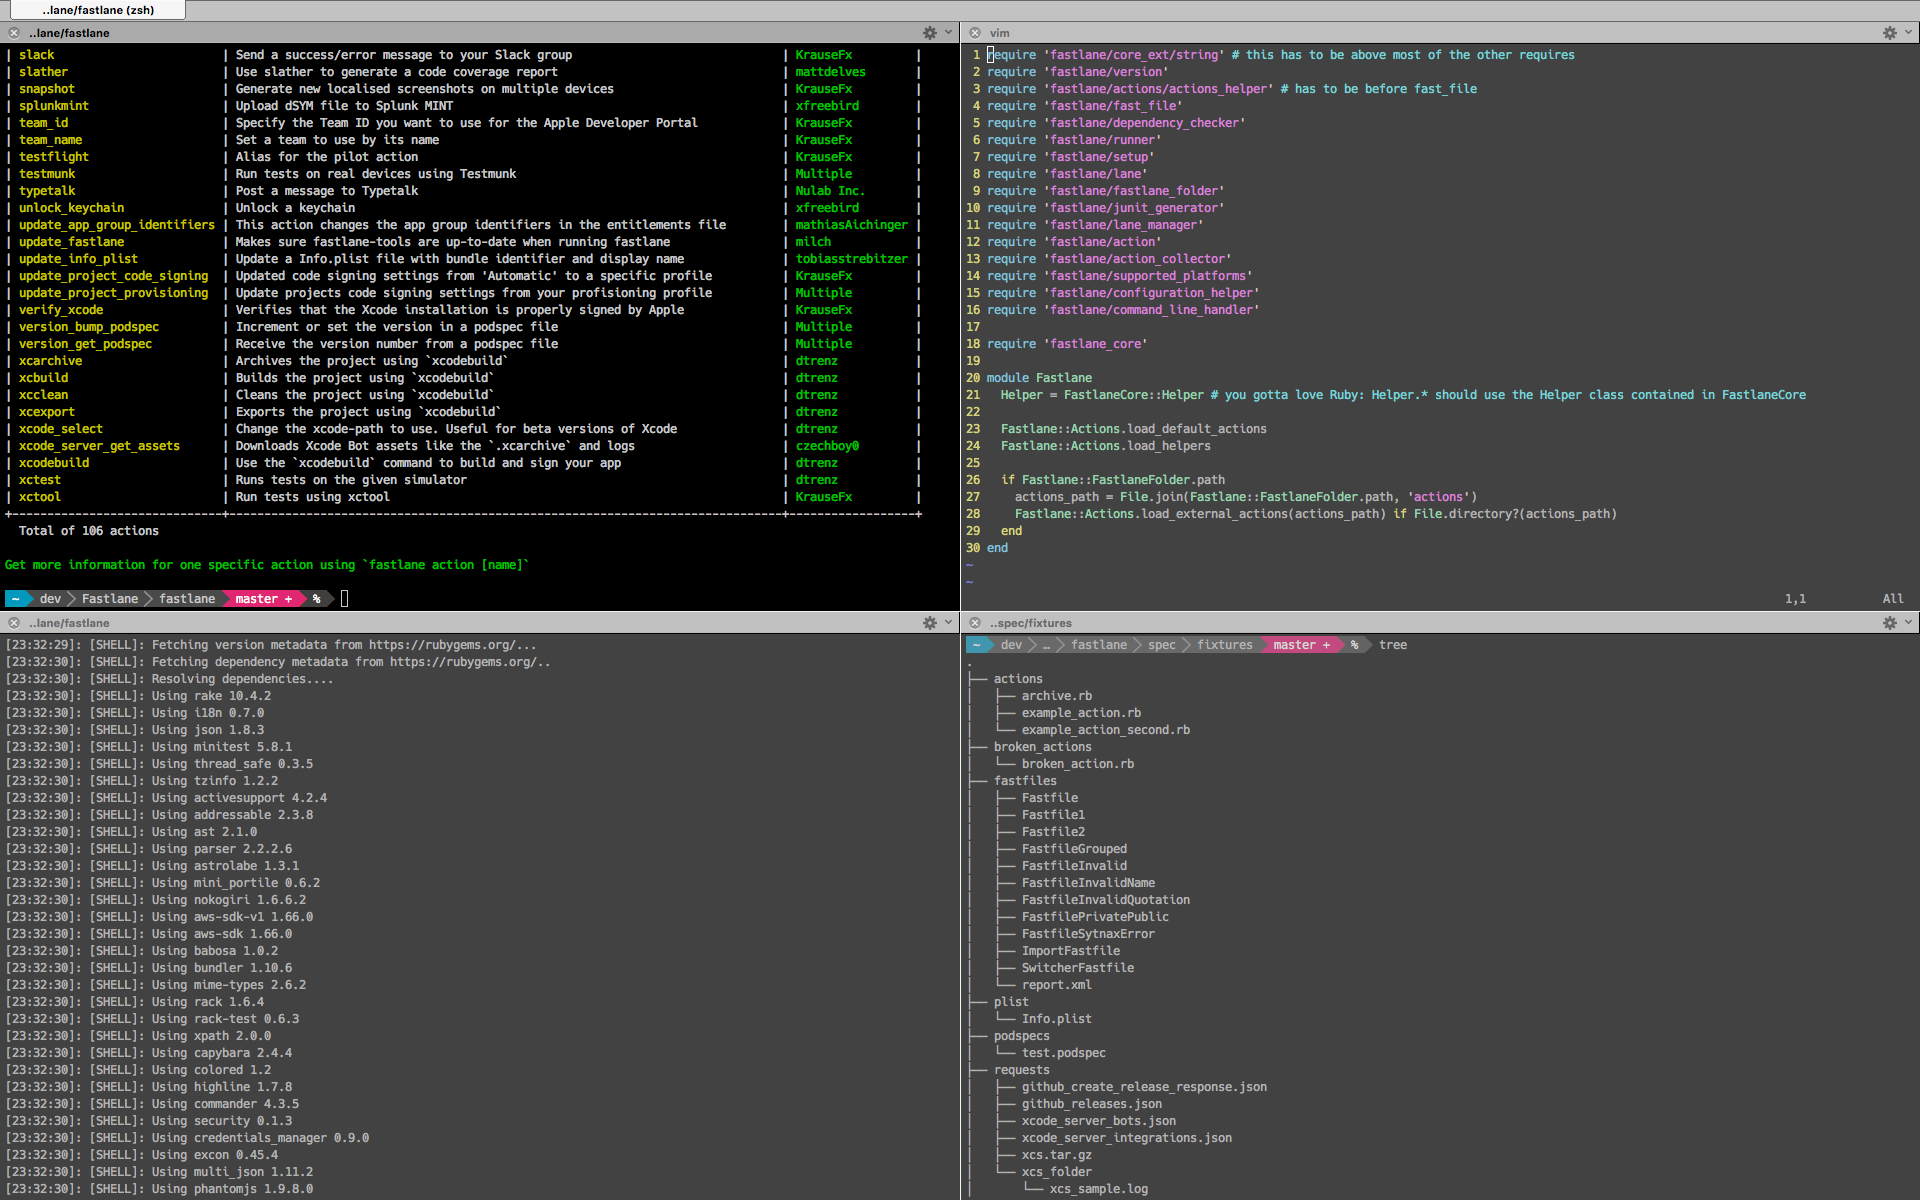 ..lane/fastlane (zsh)
..lane/fastlane
| slack | Send a success/error message to your Slack group | KrauseFx |
| slather | Use slather to generate a code coverage report | mattdelves |
| snapshot | Generate new localised screenshots on multiple devices | KrauseFx |
| splunkmint | Upload dSYM file to Splunk MINT | xfreebird |
| team_id | Specify the Team ID you want to use for the Apple Developer Portal | KrauseFx |
| team_name | Set a team to use by its name | KrauseFx |
| testflight | Alias for the pilot action | KrauseFx |
| testmunk | Run tests on real devices using Testmunk | Multiple |
| typetalk | Post a message to Typetalk | Nulab Inc. |
| unlock_keychain | Unlock a keychain | xfreebird |
| update_app_group_identifiers | This action changes the app group identifiers in the entitlements file | mathiasAichinger |
| update_fastlane | Makes sure fastlane-tools are up-to-date when running fastlane | milch |
| update_info_plist | Update a Info.plist file with bundle identifier and display name | tobiasstrebitzer |
| update_project_code_signing | Updated code signing settings from 'Automatic' to a specific profile | KrauseFx |
| update_project_provisioning | Update projects code signing settings from your profisioning profile | Multiple |
| verify_xcode | Verifies that the Xcode installation is properly signed by Apple | KrauseFx |
| version_bump_podspec | Increment or set the version in a podspec file | Multiple |
| version_get_podspec | Receive the version number from a podspec file | Multiple |
| xcarchive | Archives the project using `xcodebuild` | dtrenz |
| xcbuild | Builds the project using `xcodebuild` | dtrenz |
| xcclean | Cleans the project using `xcodebuild` | dtrenz |
| xcexport | Exports the project using `xcodebuild` | dtrenz |
| xcode_select | Change the xcode-path to use. Useful for beta versions of Xcode | dtrenz |
| xcode_server_get_assets | Downloads Xcode Bot assets like the `.xcarchive` and logs | czechboy0 |
| xcodebuild | Use the `xcodebuild` command to build and sign your app | dtrenz |
| xctest | Runs tests on the given simulator | dtrenz |
| xctool | Run tests using xctool | KrauseFx |
Total of 106 actions
Get more information for one specific action using `fastlane action [name]`
~ dev Fastlane fastlane master + %
vim
1 require 'fastlane/core_ext/string' # this has to be above most of the other requires
2 require 'fastlane/version'
3 require 'fastlane/actions/actions_helper' # has to be before fast_file
4 require 'fastlane/fast_file'
5 require 'fastlane/dependency_checker'
6 require 'fastlane/runner'
7 require 'fastlane/setup'
8 require 'fastlane/lane'
9 require 'fastlane/fastlane_folder'
10 require 'fastlane/junit_generator'
11 require 'fastlane/lane_manager'
12 require 'fastlane/action'
13 require 'fastlane/action_collector'
14 require 'fastlane/supported_platforms'
15 require 'fastlane/configuration_helper'
16 require 'fastlane/command_line_handler'
17
18 require 'fastlane_core'
19
20 module Fastlane
21 Helper = FastlaneCore::Helper # you gotta love Ruby: Helper.* should use the Helper class contained in FastlaneCore
22
23 Fastlane::Actions.load_default_actions
24 Fastlane::Actions.load_helpers
25
26 if Fastlane::FastlaneFolder.path
27 actions_path = File.join(Fastlane::FastlaneFolder.path, 'actions')
28 Fastlane::Actions.load_external_actions(actions_path) if File.directory?(actions_path)
29 end
30 end
~
~
1,1 All
..lane/fastlane
[23:32:29]: [SHELL]: Fetching version metadata from https://rubygems.org/...
[23:32:30]: [SHELL]: Fetching dependency metadata from https://rubygems.org/..
[23:32:30]: [SHELL]: Resolving dependencies....
[23:32:30]: [SHELL]: Using rake 10.4.2
[23:32:30]: [SHELL]: Using i18n 0.7.0
[23:32:30]: [SHELL]: Using json 1.8.3
[23:32:30]: [SHELL]: Using minitest 5.8.1
[23:32:30]: [SHELL]: Using thread_safe 0.3.5
[23:32:30]: [SHELL]: Using tzinfo 1.2.2
[23:32:30]: [SHELL]: Using activesupport 4.2.4
[23:32:30]: [SHELL]: Using addressable 2.3.8
[23:32:30]: [SHELL]: Using ast 2.1.0
[23:32:30]: [SHELL]: Using parser 2.2.2.6
[23:32:30]: [SHELL]: Using astrolabe 1.3.1
[23:32:30]: [SHELL]: Using mini_portile 0.6.2
[23:32:30]: [SHELL]: Using nokogiri 1.6.6.2
[23:32:30]: [SHELL]: Using aws-sdk-v1 1.66.0
[23:32:30]: [SHELL]: Using aws-sdk 1.66.0
[23:32:30]: [SHELL]: Using babosa 1.0.2
[23:32:30]: [SHELL]: Using bundler 1.10.6
[23:32:30]: [SHELL]: Using mime-types 2.6.2
[23:32:30]: [SHELL]: Using rack 1.6.4
[23:32:30]: [SHELL]: Using rack-test 0.6.3
[23:32:30]: [SHELL]: Using xpath 2.0.0
[23:32:30]: [SHELL]: Using capybara 2.4.4
[23:32:30]: [SHELL]: Using colored 1.2
[23:32:30]: [SHELL]: Using highline 1.7.8
[23:32:30]: [SHELL]: Using commander 4.3.5
[23:32:30]: [SHELL]: Using security 0.1.3
[23:32:30]: [SHELL]: Using credentials_manager 0.9.0
[23:32:30]: [SHELL]: Using excon 0.45.4
[23:32:30]: [SHELL]: Using multi_json 1.11.2
[23:32:30]: [SHELL]: Using phantomjs 1.9.8.0
..spec/fixtures
~ dev … fastlane spec fixtures master + % tree
.
├── actions
│   ├── archive.rb
│   ├── example_action.rb
│   └── example_action_second.rb
├── broken_actions
│   └── broken_action.rb
├── fastfiles
│   ├── Fastfile
│   ├── Fastfile1
│   ├── Fastfile2
│   ├── FastfileGrouped
│   ├── FastfileInvalid
│   ├── FastfileInvalidName
│   ├── FastfileInvalidQuotation
│   ├── FastfilePrivatePublic
│   ├── FastfileSytnaxError
│   ├── ImportFastfile
│   ├── SwitcherFastfile
│   └── report.xml
├── plist
│   └── Info.plist
├── podspecs
│   └── test.podspec
├── requests
│   ├── github_create_release_response.json
│   ├── github_releases.json
│   ├── xcode_server_bots.json
│   ├── xcode_server_integrations.json
│   ├── xcs.tar.gz
│   └── xcs_folder
│       └── xcs_sample.log